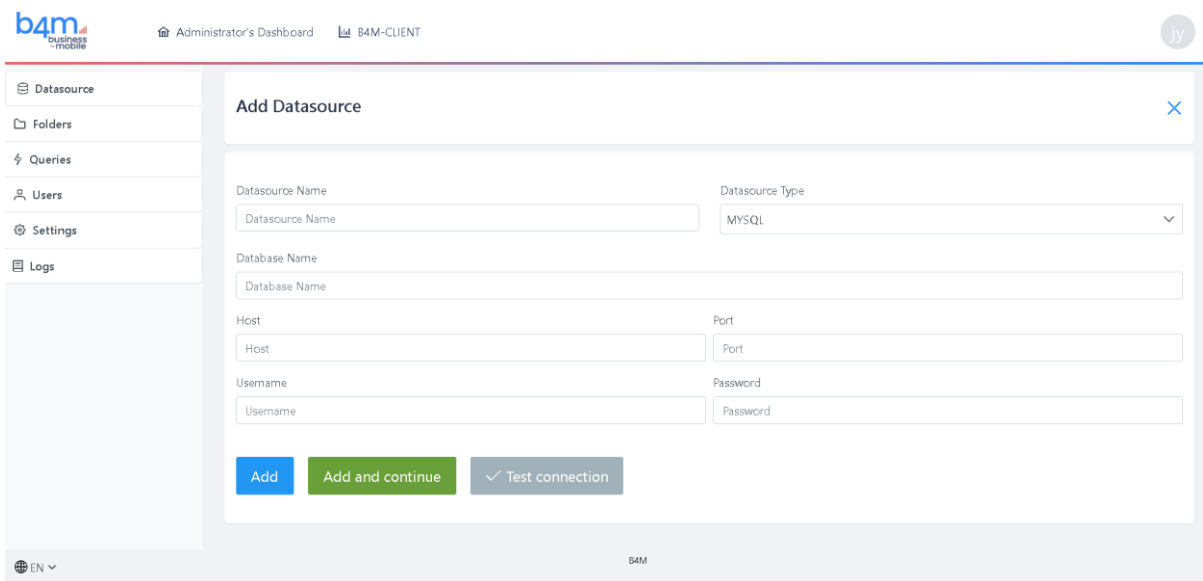 b4m
business
mobile
Administrator's Dashboard
B4M-CLIENT
jy
Datasource
Folders
Queries
Users
Settings
Logs
Add Datasource
Datasource Name
Datasource Type
Datasource Name
MYSQL
Database Name
Database Name
Host
Port
Host
Port
Username
Password
Username
Password
Add
Add and continue
Test connection
EN
B4M